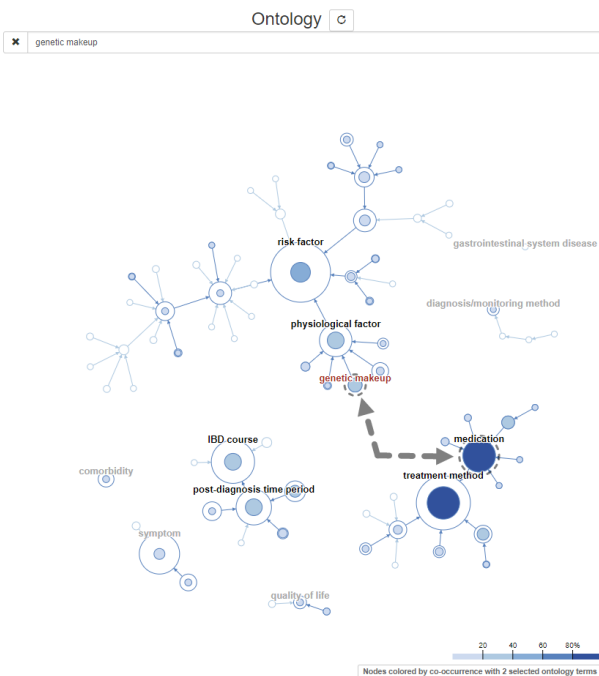 Ontology
genetic makeup
risk factor
gastrointestinal system disease
diagnosis/monitoring method
physiological factor
genetic makeup
IBD course
medication
comorbidity
treatment method
post-diagnosis time period
symptom
quality of life
20 40 60 80%
Nodes colored by co-occurrence with 2 selected ontology terms